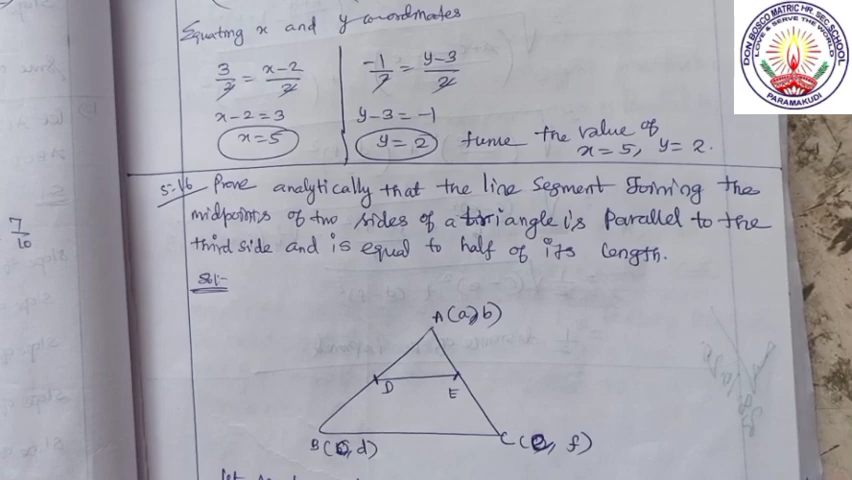 Equating x and y coordinates
3/2 = x-2/2
-1/2 = y-3/2
x-2=3
y-3=-1
x=5
y=2
the value of
x=5, y=2.
5.16 Prove analytically that the line segment Joining the
midpoints of two sides of a triangle is Parallel to the
third side and is equal to half of its length.
Sol:-
A(a,b)
D
E
B(c,d)
C(e, f)
7/10
DON BOSCO MATRIC HR. SEC. SCHOOL
LOVE & SERVE THE WORLD
PARAMAKUDI